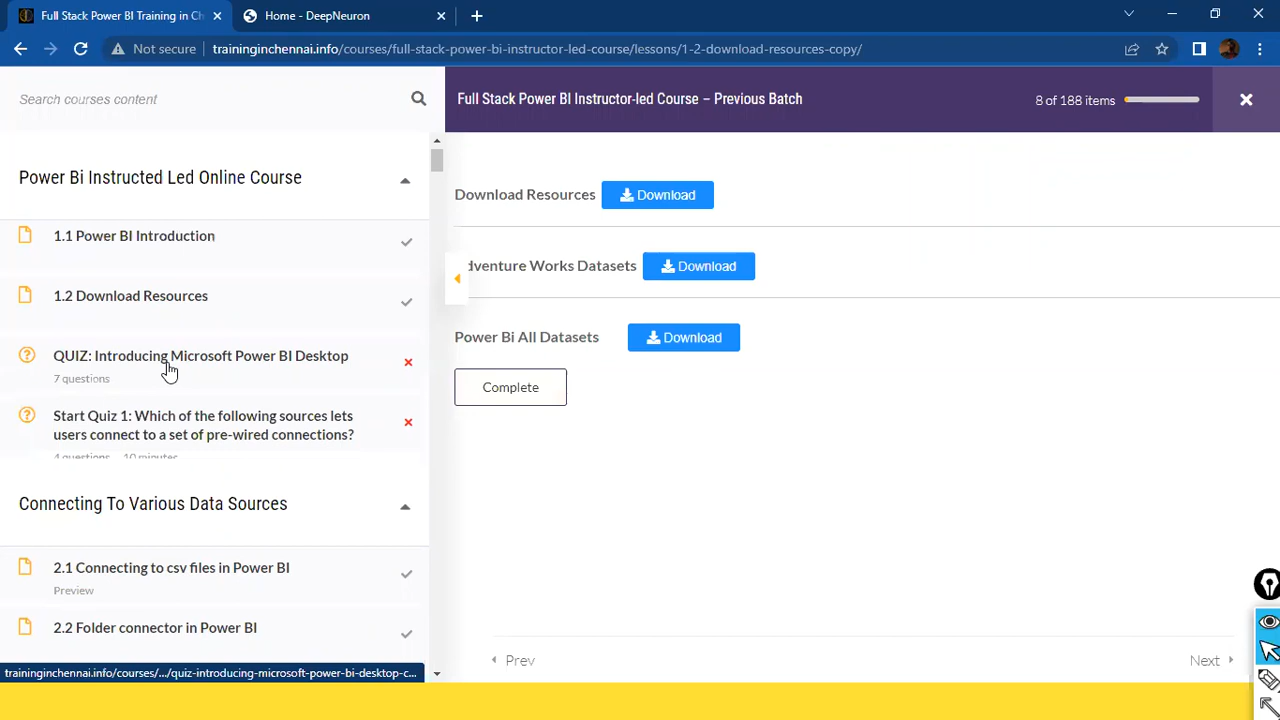 Full Stack Power BI Training in Ch
Home - DeepNeuron
Not secure
traininginchennai.info/courses/full-stack-power-bi-instructor-led-course/lessons/1-2-download-resources-copy/
Search courses content
Full Stack Power BI Instructor-led Course – Previous Batch
8 of 188 items
Power Bi Instructed Led Online Course
1.1 Power BI Introduction
1.2 Download Resources
QUIZ: Introducing Microsoft Power BI Desktop
7 questions
Start Quiz 1: Which of the following sources lets
users connect to a set of pre-wired connections?
4 questions 10 minutes
Connecting To Various Data Sources
2.1 Connecting to csv files in Power BI
Preview
2.2 Folder connector in Power BI
Download Resources Download
dventure Works Datasets Download
Power Bi All Datasets Download
Complete
Prev
Next
traininginchennai.info/courses/.../quiz-introducing-microsoft-power-bi-desktop-c...